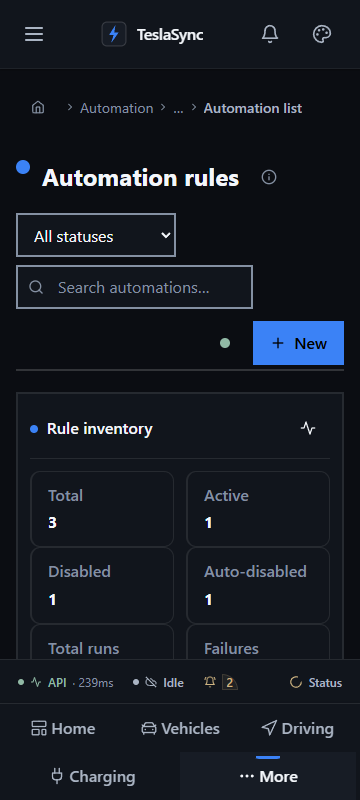 TeslaSync
Automation ... Automation list
Automation rules
All statuses
Search automations...
New
Rule inventory
Total Active
3 1
Disabled Auto-disabled
1 1
Total runs Failures
API · 239ms Idle 2 Status
Home Vehicles Driving
Charging More